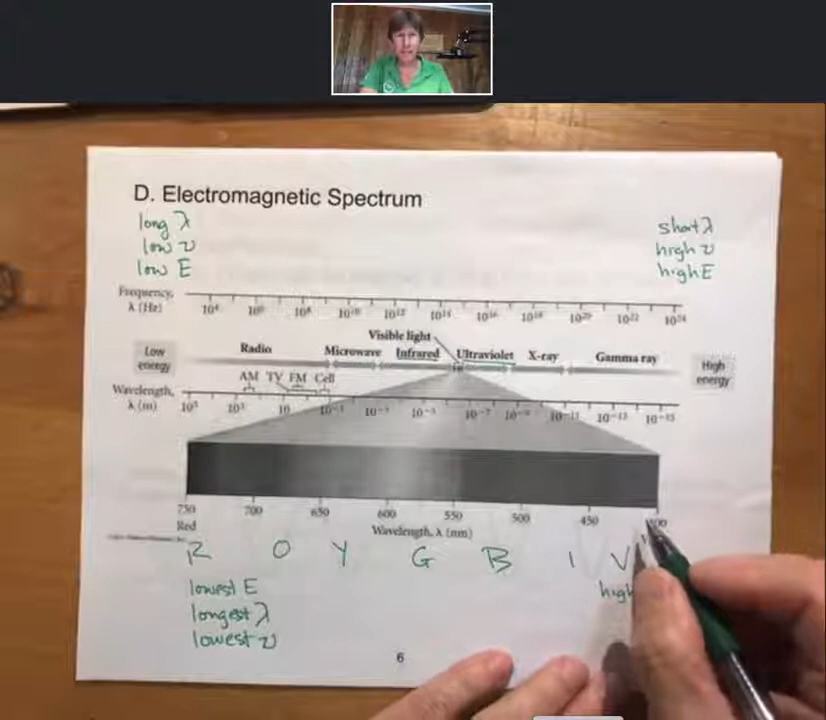 D. Electromagnetic Spectrum
long λ
low ν
low E
short λ
high ν
high E
Frequency,
λ (Hz)
10⁴ 10⁸ 10¹⁰ 10¹² 10¹⁴ 10¹⁶ 10¹⁸ 10²⁰ 10²² 10²⁴
Visible light
Low
energy
Radio Microwave Infrared Ultraviolet X-ray Gamma ray
High
energy
AM TV FM Cell
Wavelength,
λ (m)
10⁵ 10³ 10 10⁻¹ 10⁻³ 10⁻⁵ 10⁻⁷ 10⁻⁹ 10⁻¹¹ 10⁻¹³ 10⁻¹⁵
750 700 650 600 550 500 450 400
Red
Wavelength, λ (nm)
R O Y G B I V
lowest E
longest λ
lowest ν
high
6